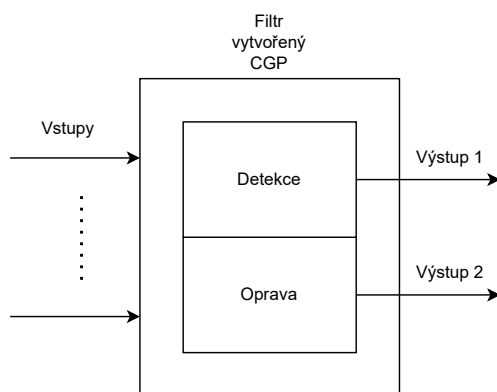 Filtr
vytvořený
CGP
Vstupy
Detekce
Výstup 1
Oprava
Výstup 2